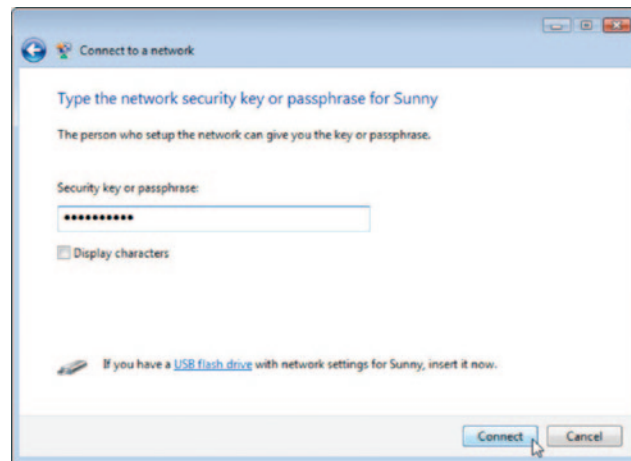 Connect to a network
Type the network security key or passphrase for Sunny
The person who setup the network can give you the key or passphrase.
Security key or passphrase:
••••••••••
Display characters
If you have a USB flash drive with network settings for Sunny, insert it now.
Connect Cancel